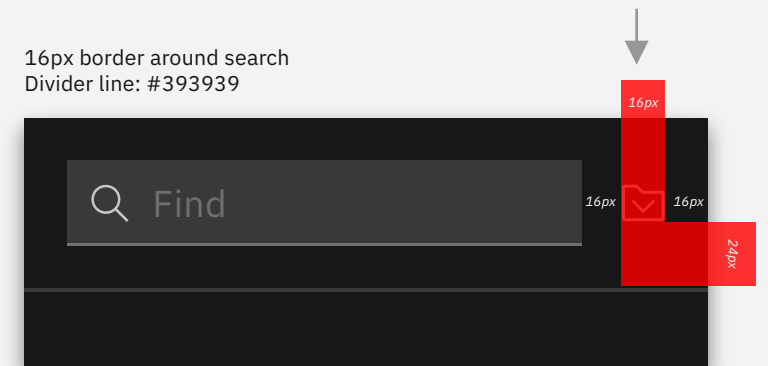 16px border around search
Divider line: #393939
16px
Find
16px
16px
24px